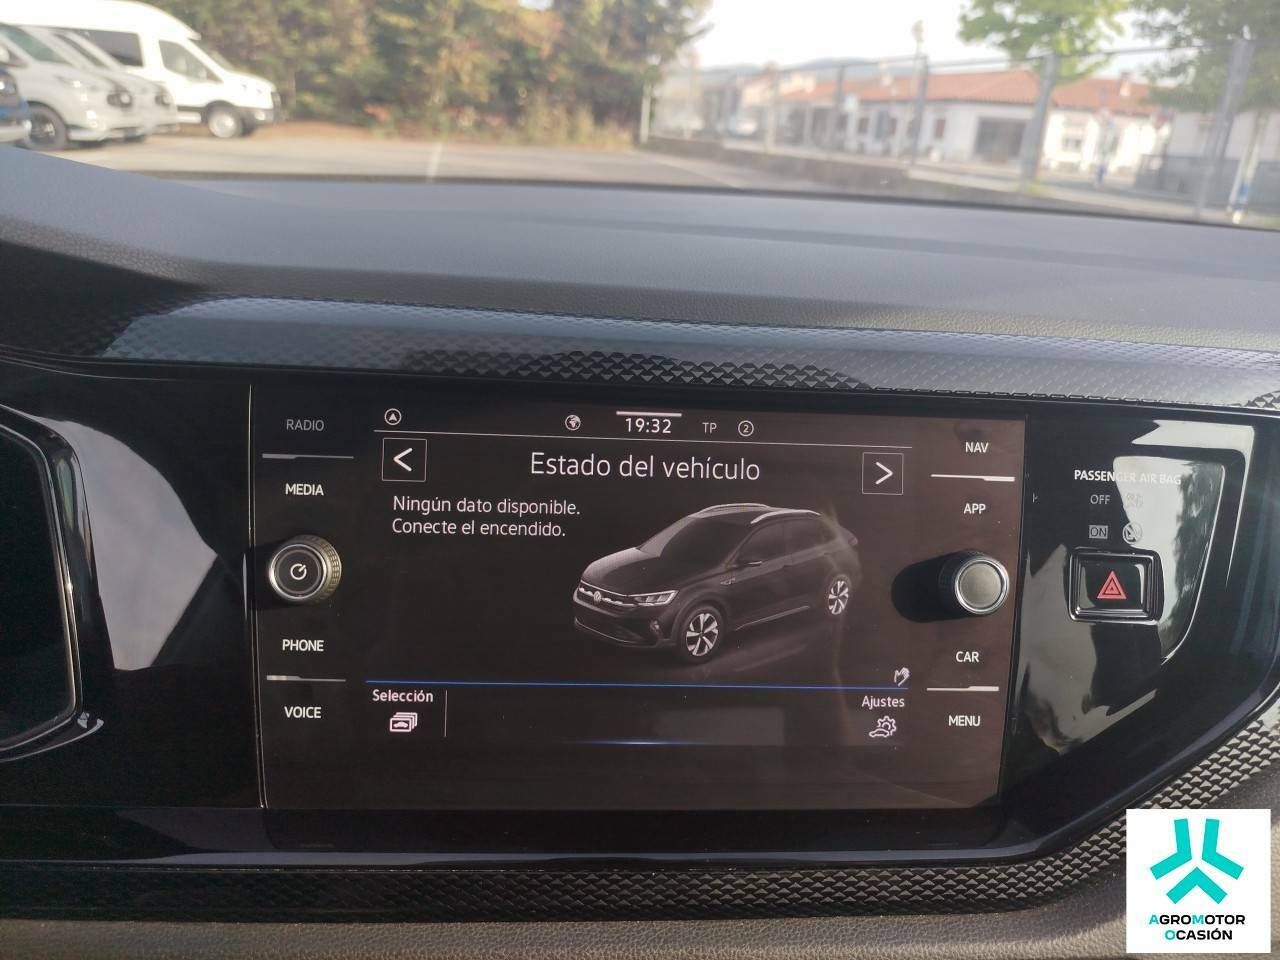 RADIO
MEDIA
PHONE
VOICE
19:32 TP 2
Estado del vehículo
Ningún dato disponible.
Conecte el encendido.
Selección
Ajustes
NAV
APP
CAR
MENU
PASSENGER AIR BAG
OFF
ON
AGROMOTOR
OCASIÓN